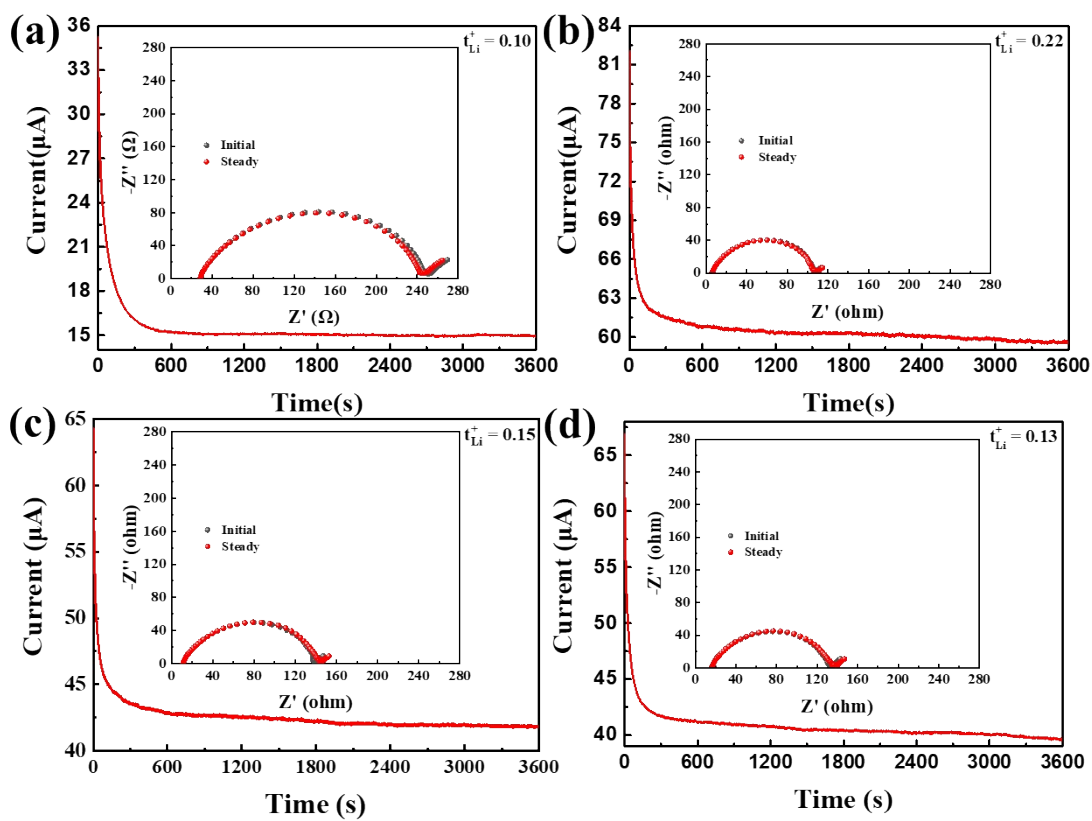 (a)
t⁺Li = 0.10
Current(μA)
36
33
30
27
24
21
18
15
0 600 1200 1800 2400 3000 3600
Time(s)
-Z'' (Ω)
280
240
200
160
120
80
40
0
Initial
Steady
0 40 80 120 160 200 240 280
Z' (Ω)
(b)
t⁺Li = 0.22
Current(μA)
84
81
78
75
72
69
66
63
60
0 600 1200 1800 2400 3000 3600
Time(s)
-Z'' (ohm)
280
240
200
160
120
80
40
0
Initial
Steady
0 40 80 120 160 200 240 280
Z' (ohm)
(c)
t⁺Li = 0.15
Current (μA)
65
60
55
50
45
40
0 600 1200 1800 2400 3000 3600
Time (s)
-Z'' (ohm)
280
240
200
160
120
80
40
0
Initial
Steady
0 40 80 120 160 200 240 280
Z' (ohm)
(d)
t⁺Li = 0.13
Current (μA)
65
60
55
50
45
40
0 600 1200 1800 2400 3000 3600
Time (s)
-Z'' (ohm)
280
240
200
160
120
80
40
0
Initial
Steady
0 40 80 120 160 200 240 280
Z' (ohm)